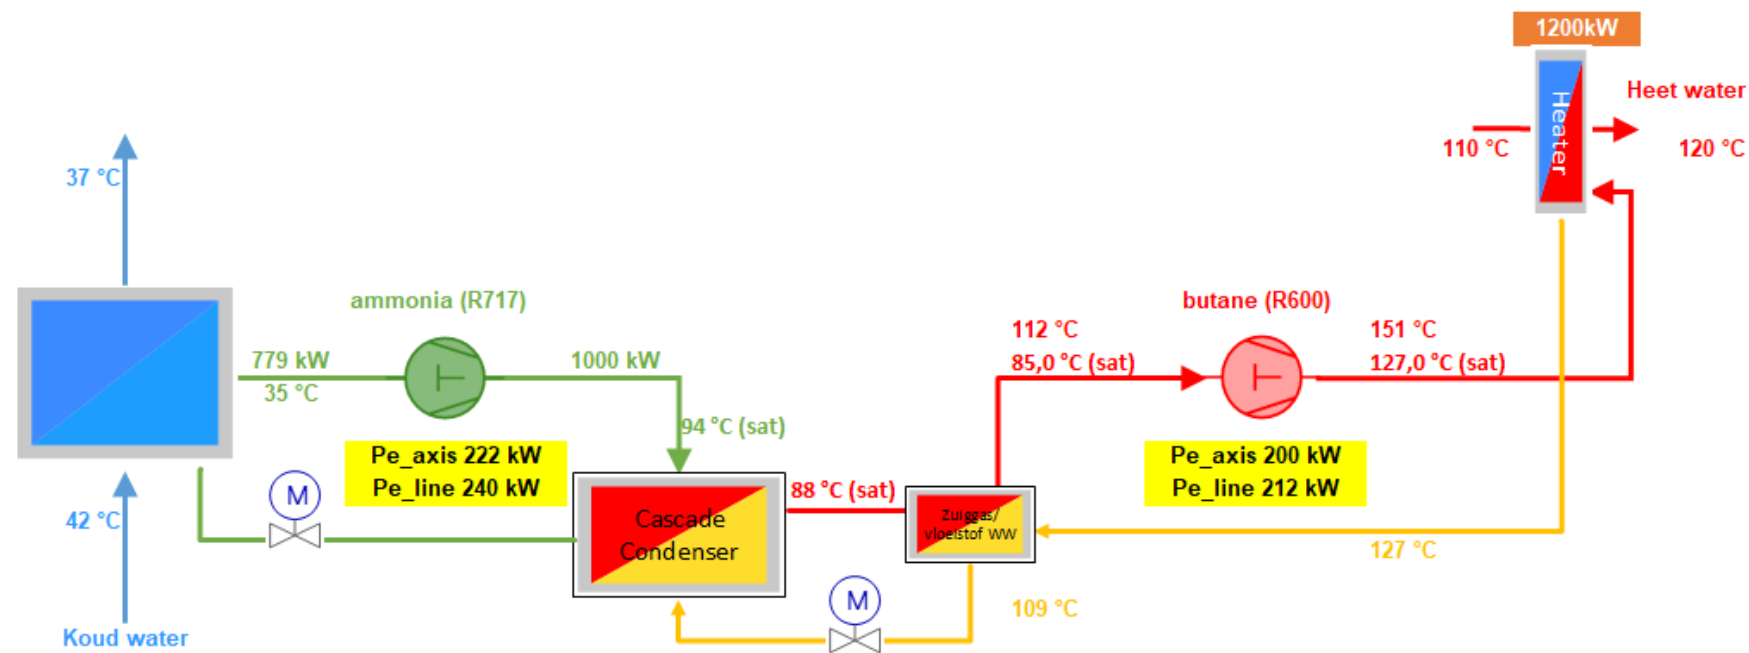 1200kW
Heet water
110 °C
120 °C
Heater
37 °C
ammonia (R717)
butane (R600)
112 °C
151 °C
779 kW
1000 kW
85,0 °C (sat)
127,0 °C (sat)
35 °C
94 °C (sat)
Pe_axis 222 kW
Pe_line 240 kW
Pe_axis 200 kW
Pe_line 212 kW
M
88 °C (sat)
42 °C
Cascade
Condenser
Zuiggas/
vloeistof WW
127 °C
M
109 °C
Koud water